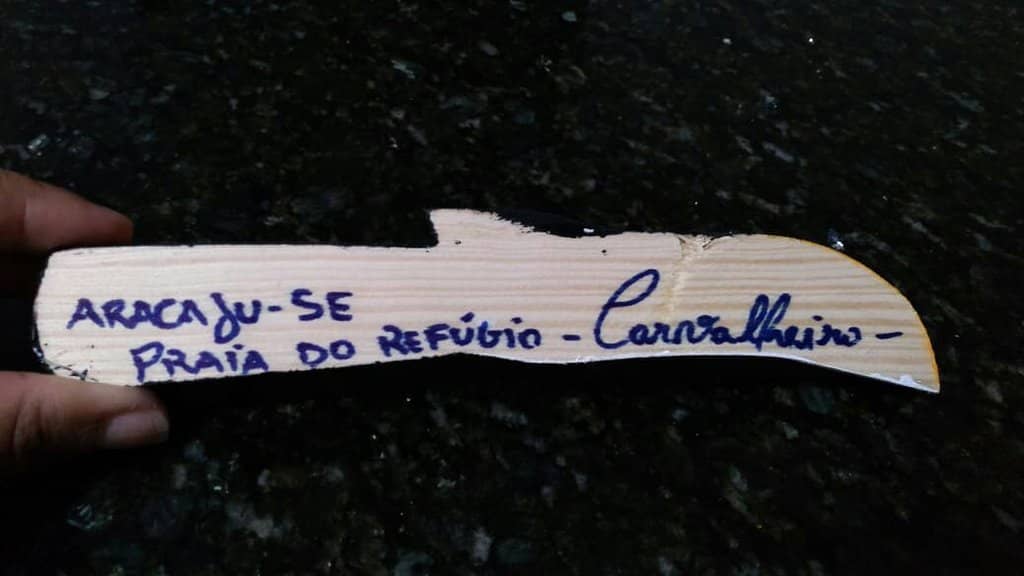 ARACAJU-SE
PRAIA DO REFÚGIO - Carvalheiro -